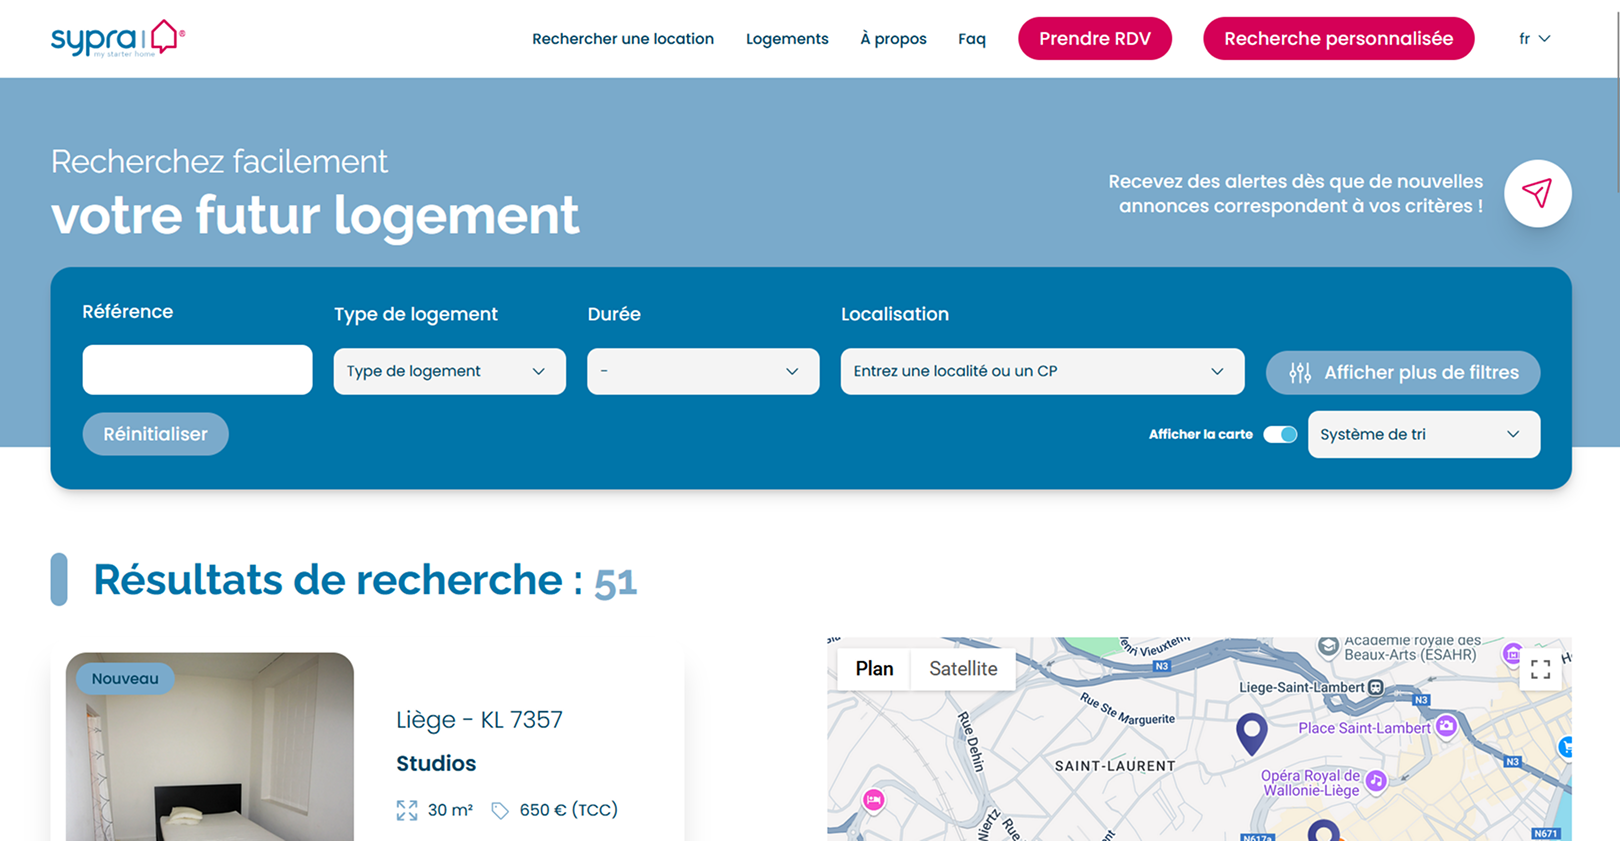 sypra
my starter home
Rechercher une location
Logements
À propos
Faq
Prendre RDV
Recherche personnalisée
fr
Recherchez facilement
votre futur logement
Recevez des alertes dès que de nouvelles
annonces correspondent à vos critères !
Référence
Type de logement
Durée
Localisation
Type de logement
-
Entrez une localité ou un CP
Afficher plus de filtres
Réinitialiser
Afficher la carte
Système de tri
Résultats de recherche : 51
Nouveau
Liège - KL 7357
Studios
30 m²
650 € (TCC)
Plan
Satellite
Henri Vieuxtemps
N3
Académie royale des
Beaux-Arts (ESAHR)
Liege-Saint-Lambert
N3
Rue Ste Marguerite
Place Saint-Lambert
Rue Dehin
SAINT-LAURENT
N3
Opéra Royal de
Wallonie-Liège
N617a
N671